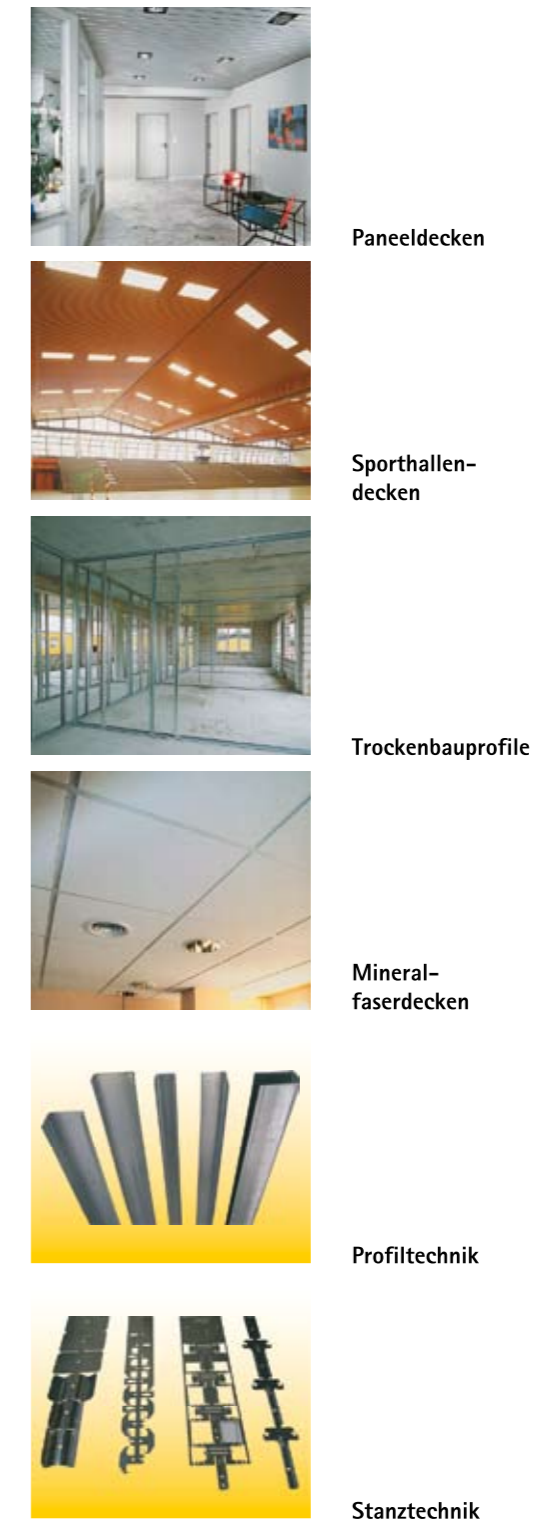 Paneeldecken
Sporthallen-
decken
Trockenbauprofile
Mineral-
faserdecken
Profiltechnik
Stanztechnik